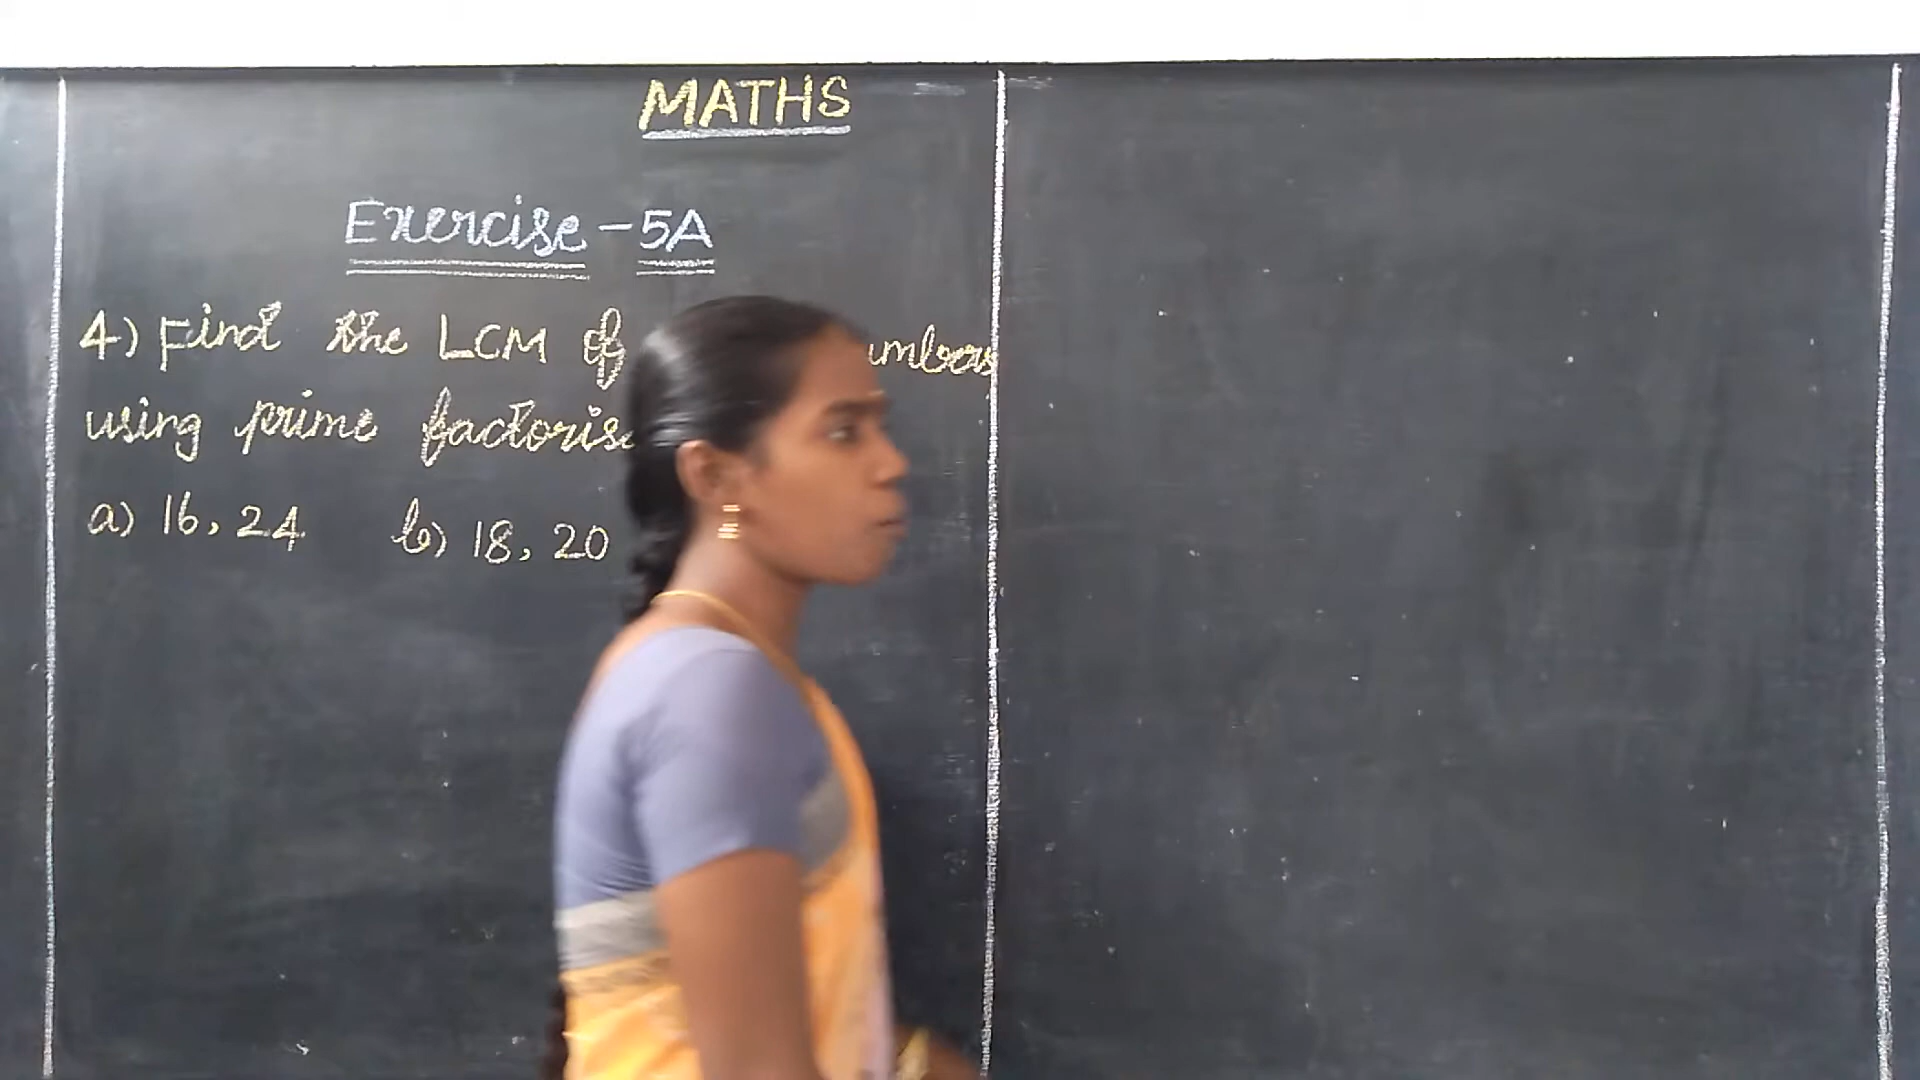 MATHS
Exercise - 5A
4) Find the LCM of
using prime
a) 16, 24 b) 18, 20